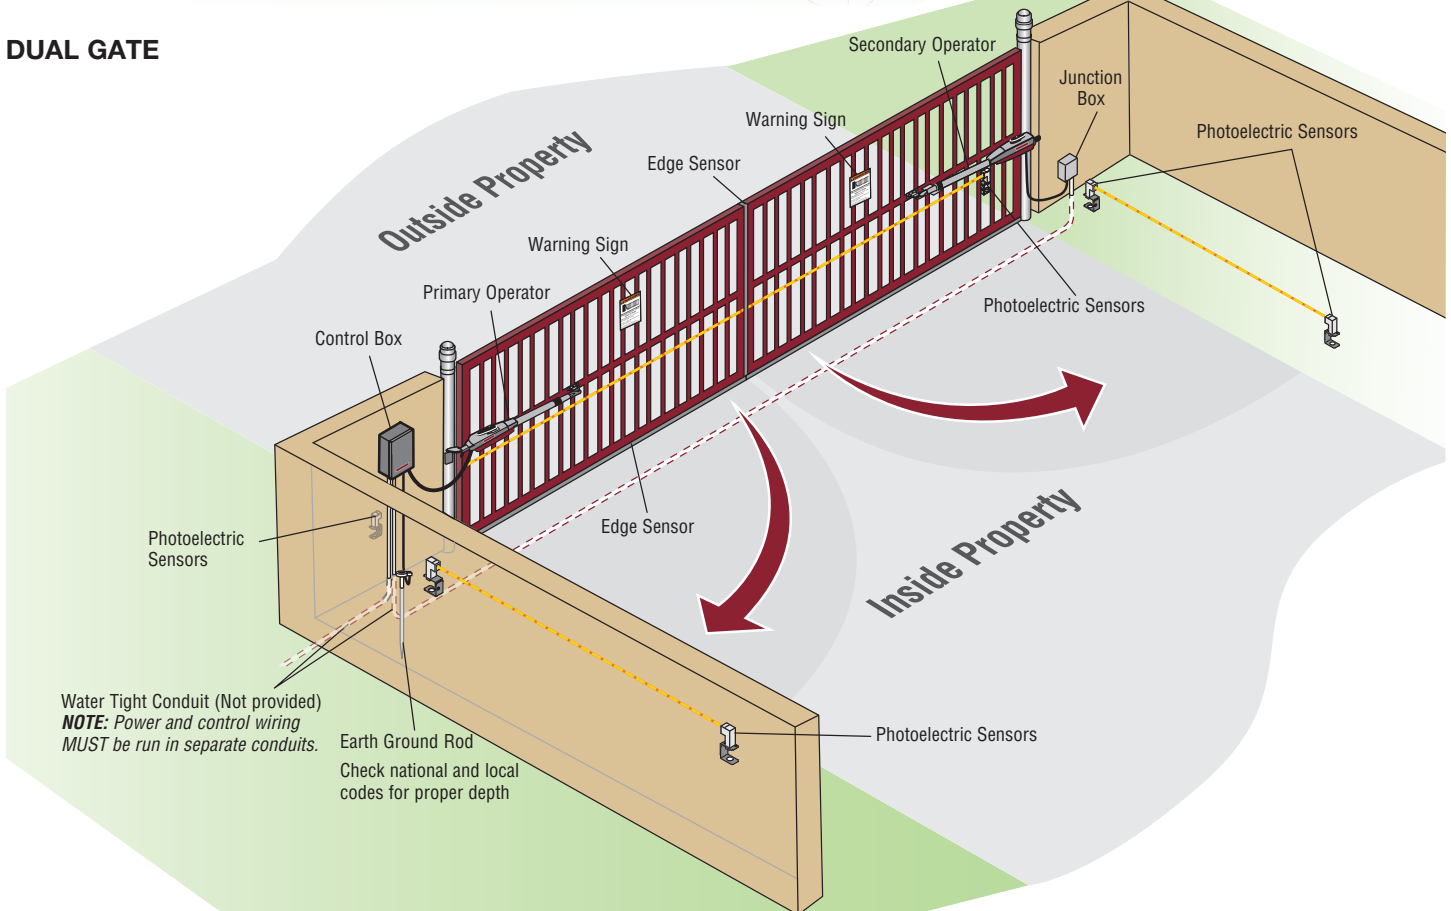 DUAL GATE
Secondary Operator
Junction
Box
Photoelectric Sensors
Warning Sign
Edge Sensor
Outside Property
Warning Sign
Primary Operator
Photoelectric Sensors
Control Box
Edge Sensor
Inside Property
Photoelectric
Sensors
Water Tight Conduit (Not provided)
NOTE: Power and control wiring
MUST be run in separate conduits.
Earth Ground Rod
Check national and local
codes for proper depth
Photoelectric Sensors